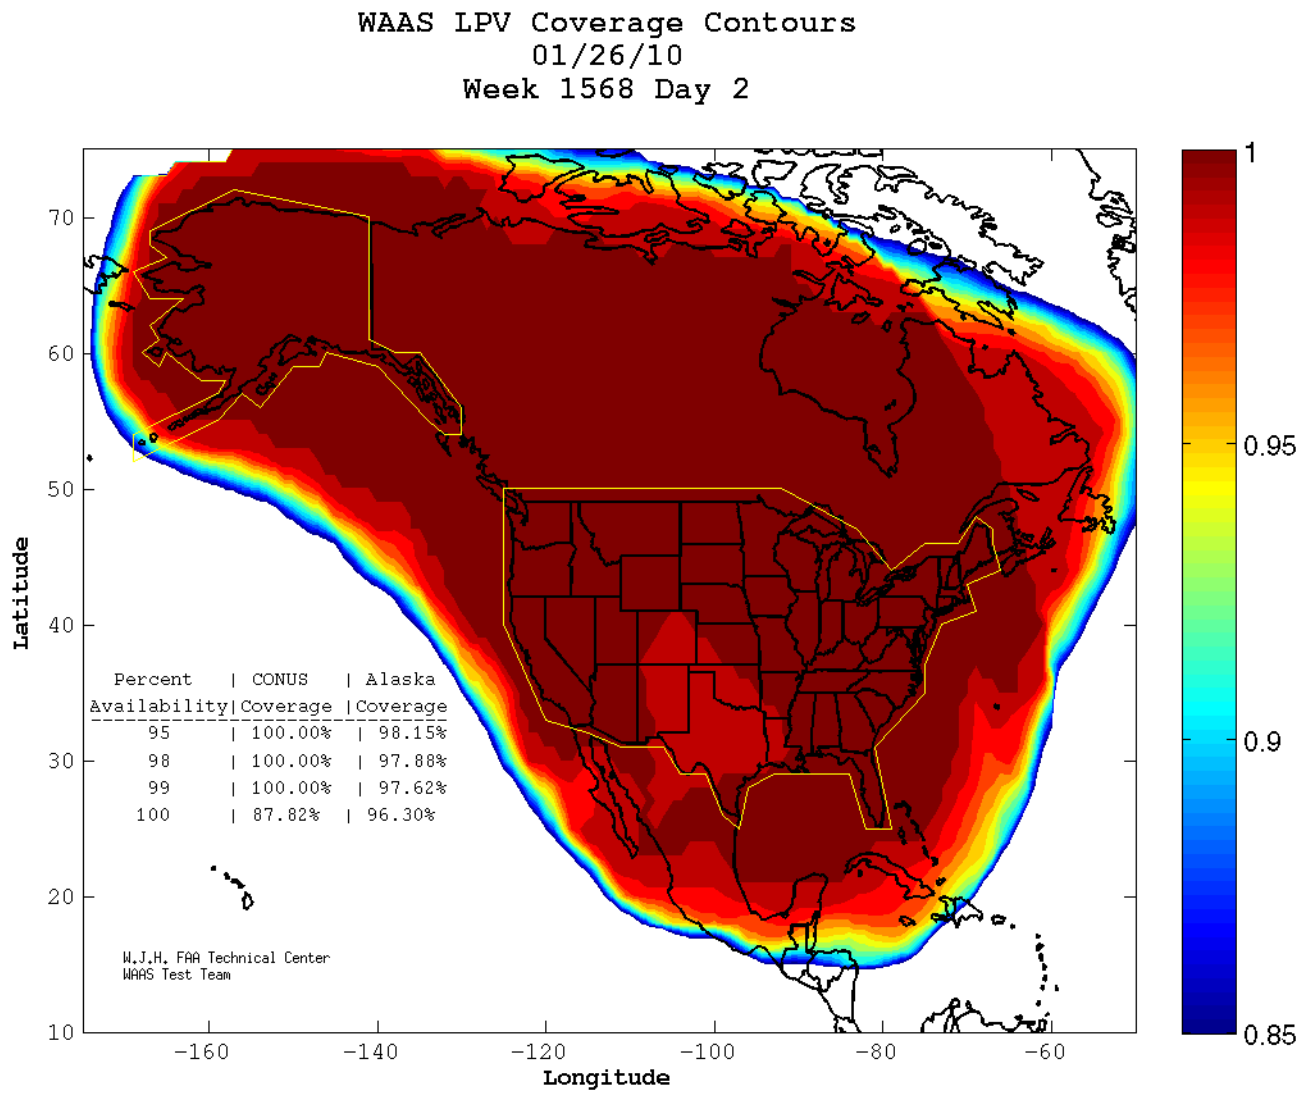 WAAS LPV Coverage Contours
01/26/10
Week 1568 Day 2
70
60
50
40
30
20
10
Latitude
Percent | CONUS | Alaska
Availability|Coverage |Coverage
95 | 100.00% | 98.15%
98 | 100.00% | 97.88%
99 | 100.00% | 97.62%
100 | 87.82% | 96.30%
W.J.H. FAA Technical Center
WAAS Test Team
-160 -140 -120 -100 -80 -60
Longitude
1
0.95
0.9
0.85